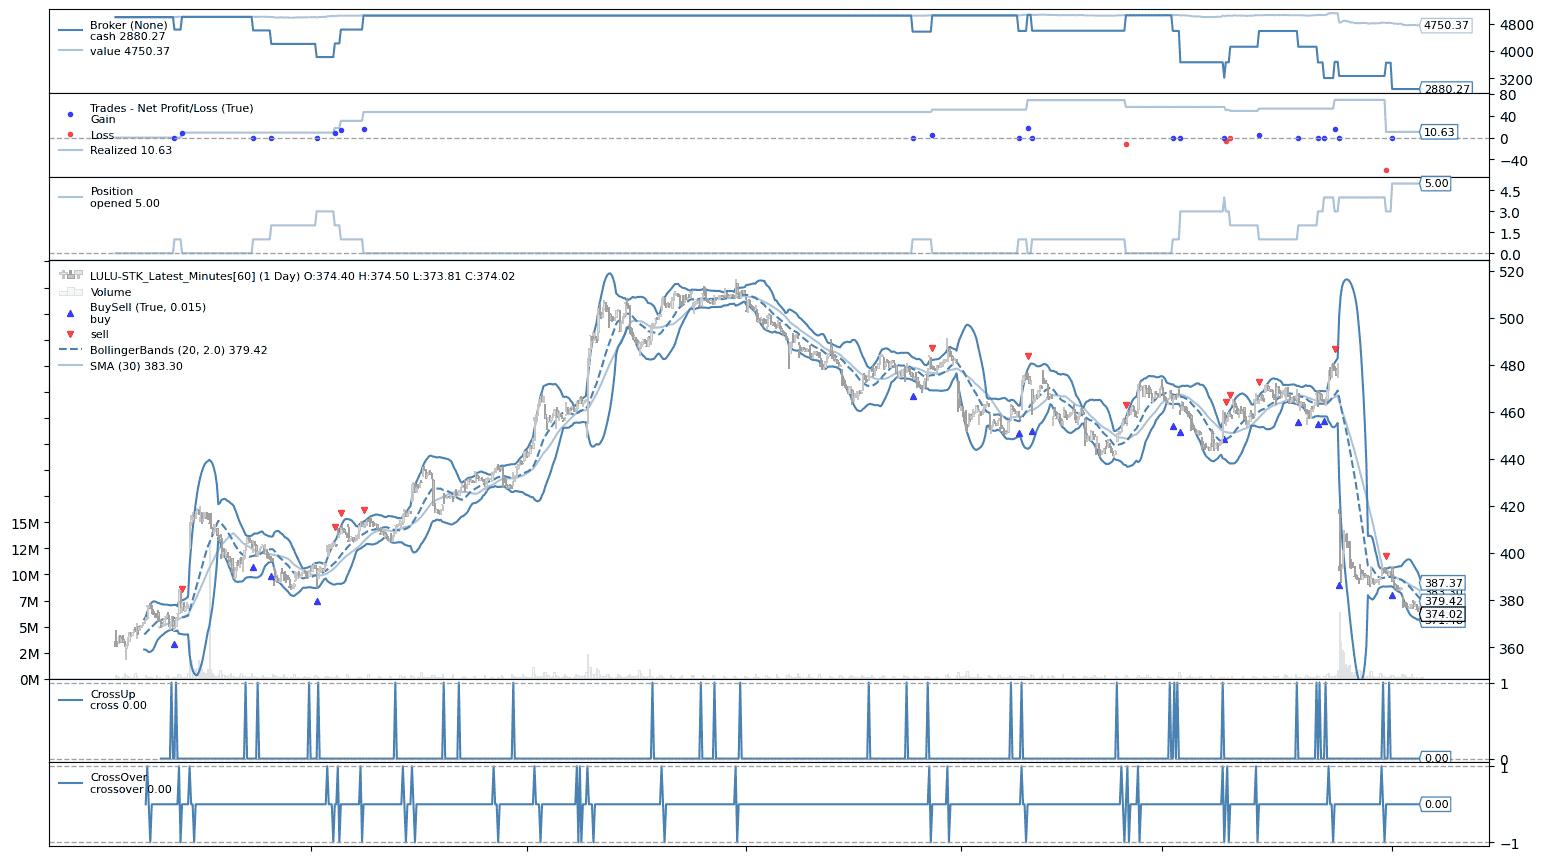 Broker (None)
cash 2880.27
value 4750.37
4750.37
2880.27
4800
4000
3200
Trades - Net Profit/Loss (True)
Gain
Loss
Realized 10.63
10.63
80
40
0
−40
Position
opened 5.00
5.00
4.5
3.0
1.5
0.0
LULU-STK_Latest_Minutes[60] (1 Day) O:374.40 H:374.50 L:373.81 C:374.02
Volume
BuySell (True, 0.015)
buy
sell
BollingerBands (20, 2.0) 379.42
SMA (30) 383.30
15M
12M
10M
7M
5M
2M
0M
520
500
480
460
440
420
400
380
360
387.37
379.42
374.02
CrossUp
cross 0.00
0.00
1
0
CrossOver
crossover 0.00
0.00
1
−1